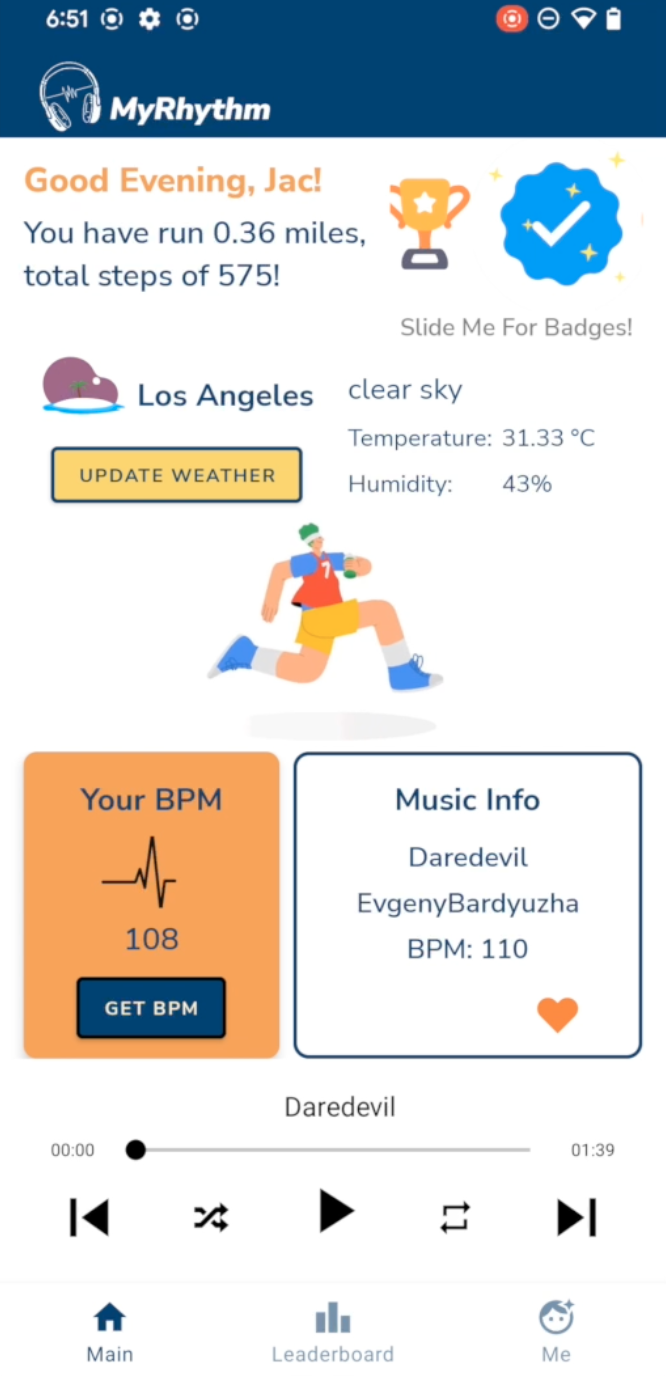 6:51
MyRhythm
Good Evening, Jac!
You have run 0.36 miles,
total steps of 575!
Slide Me For Badges!
Los Angeles
clear sky
UPDATE WEATHER
Temperature: 31.33 °C
Humidity: 43%
7
Your BPM
108
GET BPM
Music Info
Daredevil
EvgenyBardyuzha
BPM: 110
Daredevil
00:00
01:39
Main
Leaderboard
Me